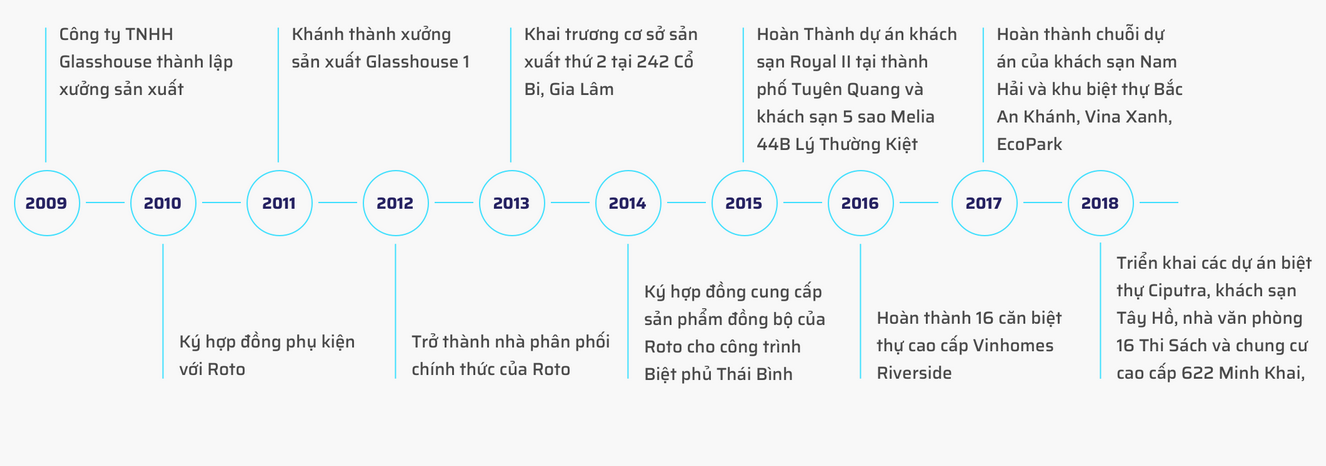 Công ty TNHH
Glasshouse thành lập
xưởng sản xuất
Khánh thành xưởng
sản xuất Glasshouse 1
Khai trương cơ sở sản
xuất thứ 2 tại 242 Cổ
Bi, Gia Lâm
Hoàn Thành dự án khách
sạn Royal II tại thành
phố Tuyên Quang và
khách sạn 5 sao Melia
44B Lý Thường Kiệt
Hoàn thành chuỗi dự
án của khách sạn Nam
Hải và khu biệt thự Bắc
An Khánh, Vina Xanh,
EcoPark
2009 2010 2011 2012 2013 2014 2015 2016 2017 2018
Ký hợp đồng phụ kiện
với Roto
Trở thành nhà phân phối
chính thức của Roto
Ký hợp đồng cung cấp
sản phẩm đồng bộ của
Roto cho công trình
Biệt phủ Thái Bình
Hoàn thành 16 căn biệt
thự cao cấp Vinhomes
Riverside
Triển khai các dự án biệt
thự Ciputra, khách sạn
Tây Hồ, nhà văn phòng
16 Thi Sách và chung cư
cao cấp 622 Minh Khai,